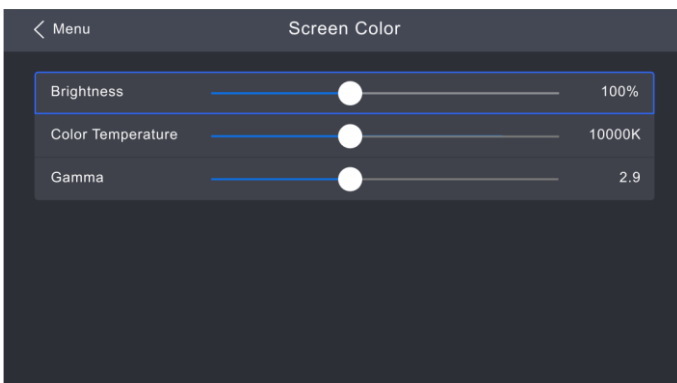 Menu
Screen Color
Brightness 100%
Color Temperature 10000K
Gamma 2.9